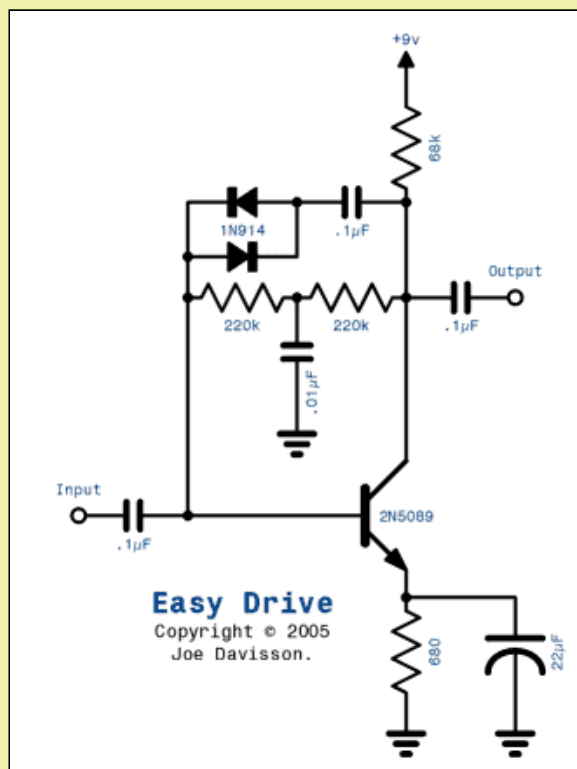 +9v
68k
1N914
.1µF
Output
220k
220k
.1µF
.01µF
Input
2N5089
.1µF
Easy Drive
Copyright © 2005
Joe Davisson.
680
22µF